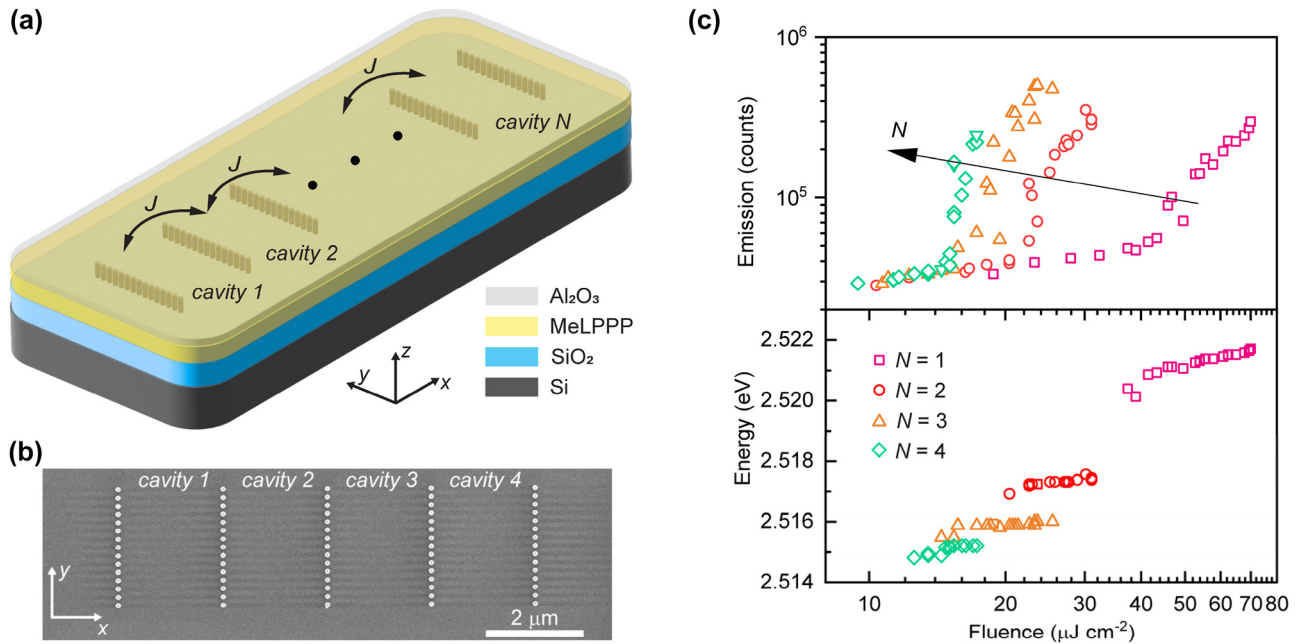 (a)
J
cavity N
J
J
cavity 2
cavity 1
Al₂O₃
MeLPPP
SiO₂
Si
z
y
x
(b)
cavity 1 cavity 2 cavity 3 cavity 4
y
x
2 μm
(c)
10⁶
N
10⁵
Emission (counts)
2.522
2.520
2.518
2.516
2.514
Energy (eV)
N = 1
N = 2
N = 3
N = 4
10 20 30 40 50 60 70 80
Fluence (μJ cm⁻²)